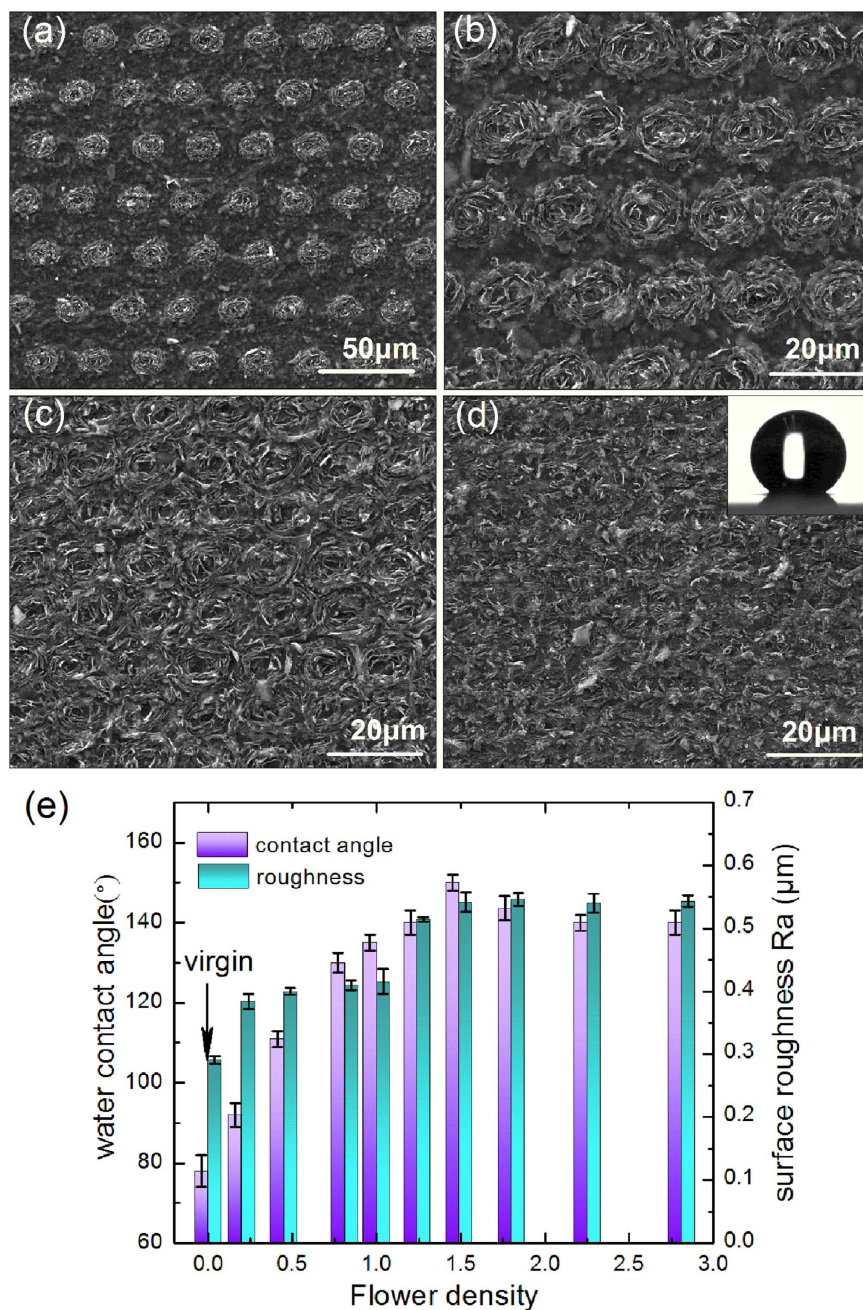 (a)
(b)
50μm
20μm
(c)
(d)
20μm
20μm
(e)
contact angle
roughness
virgin
water contact angle(°)
160
140
120
100
80
60
surface roughness Ra (μm)
0.7
0.6
0.5
0.4
0.3
0.2
0.1
0.0
0.0 0.5 1.0 1.5 2.0 2.5 3.0
Flower density